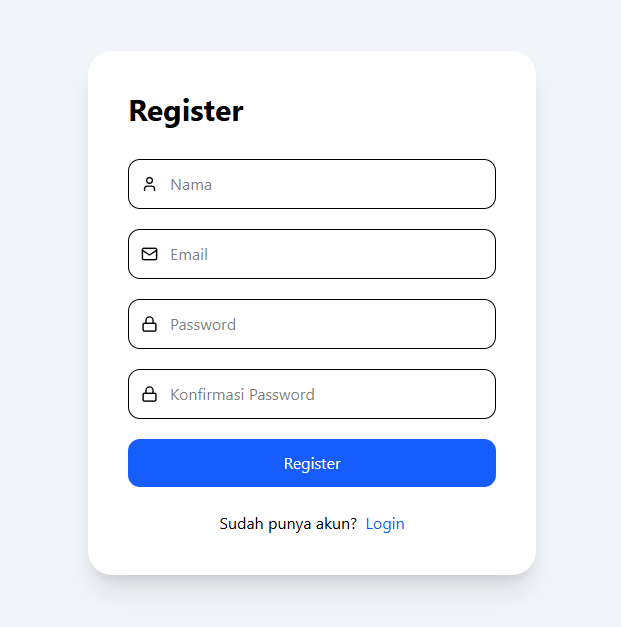 Register
Nama
Email
Password
Konfirmasi Password
Register
Sudah punya akun? Login